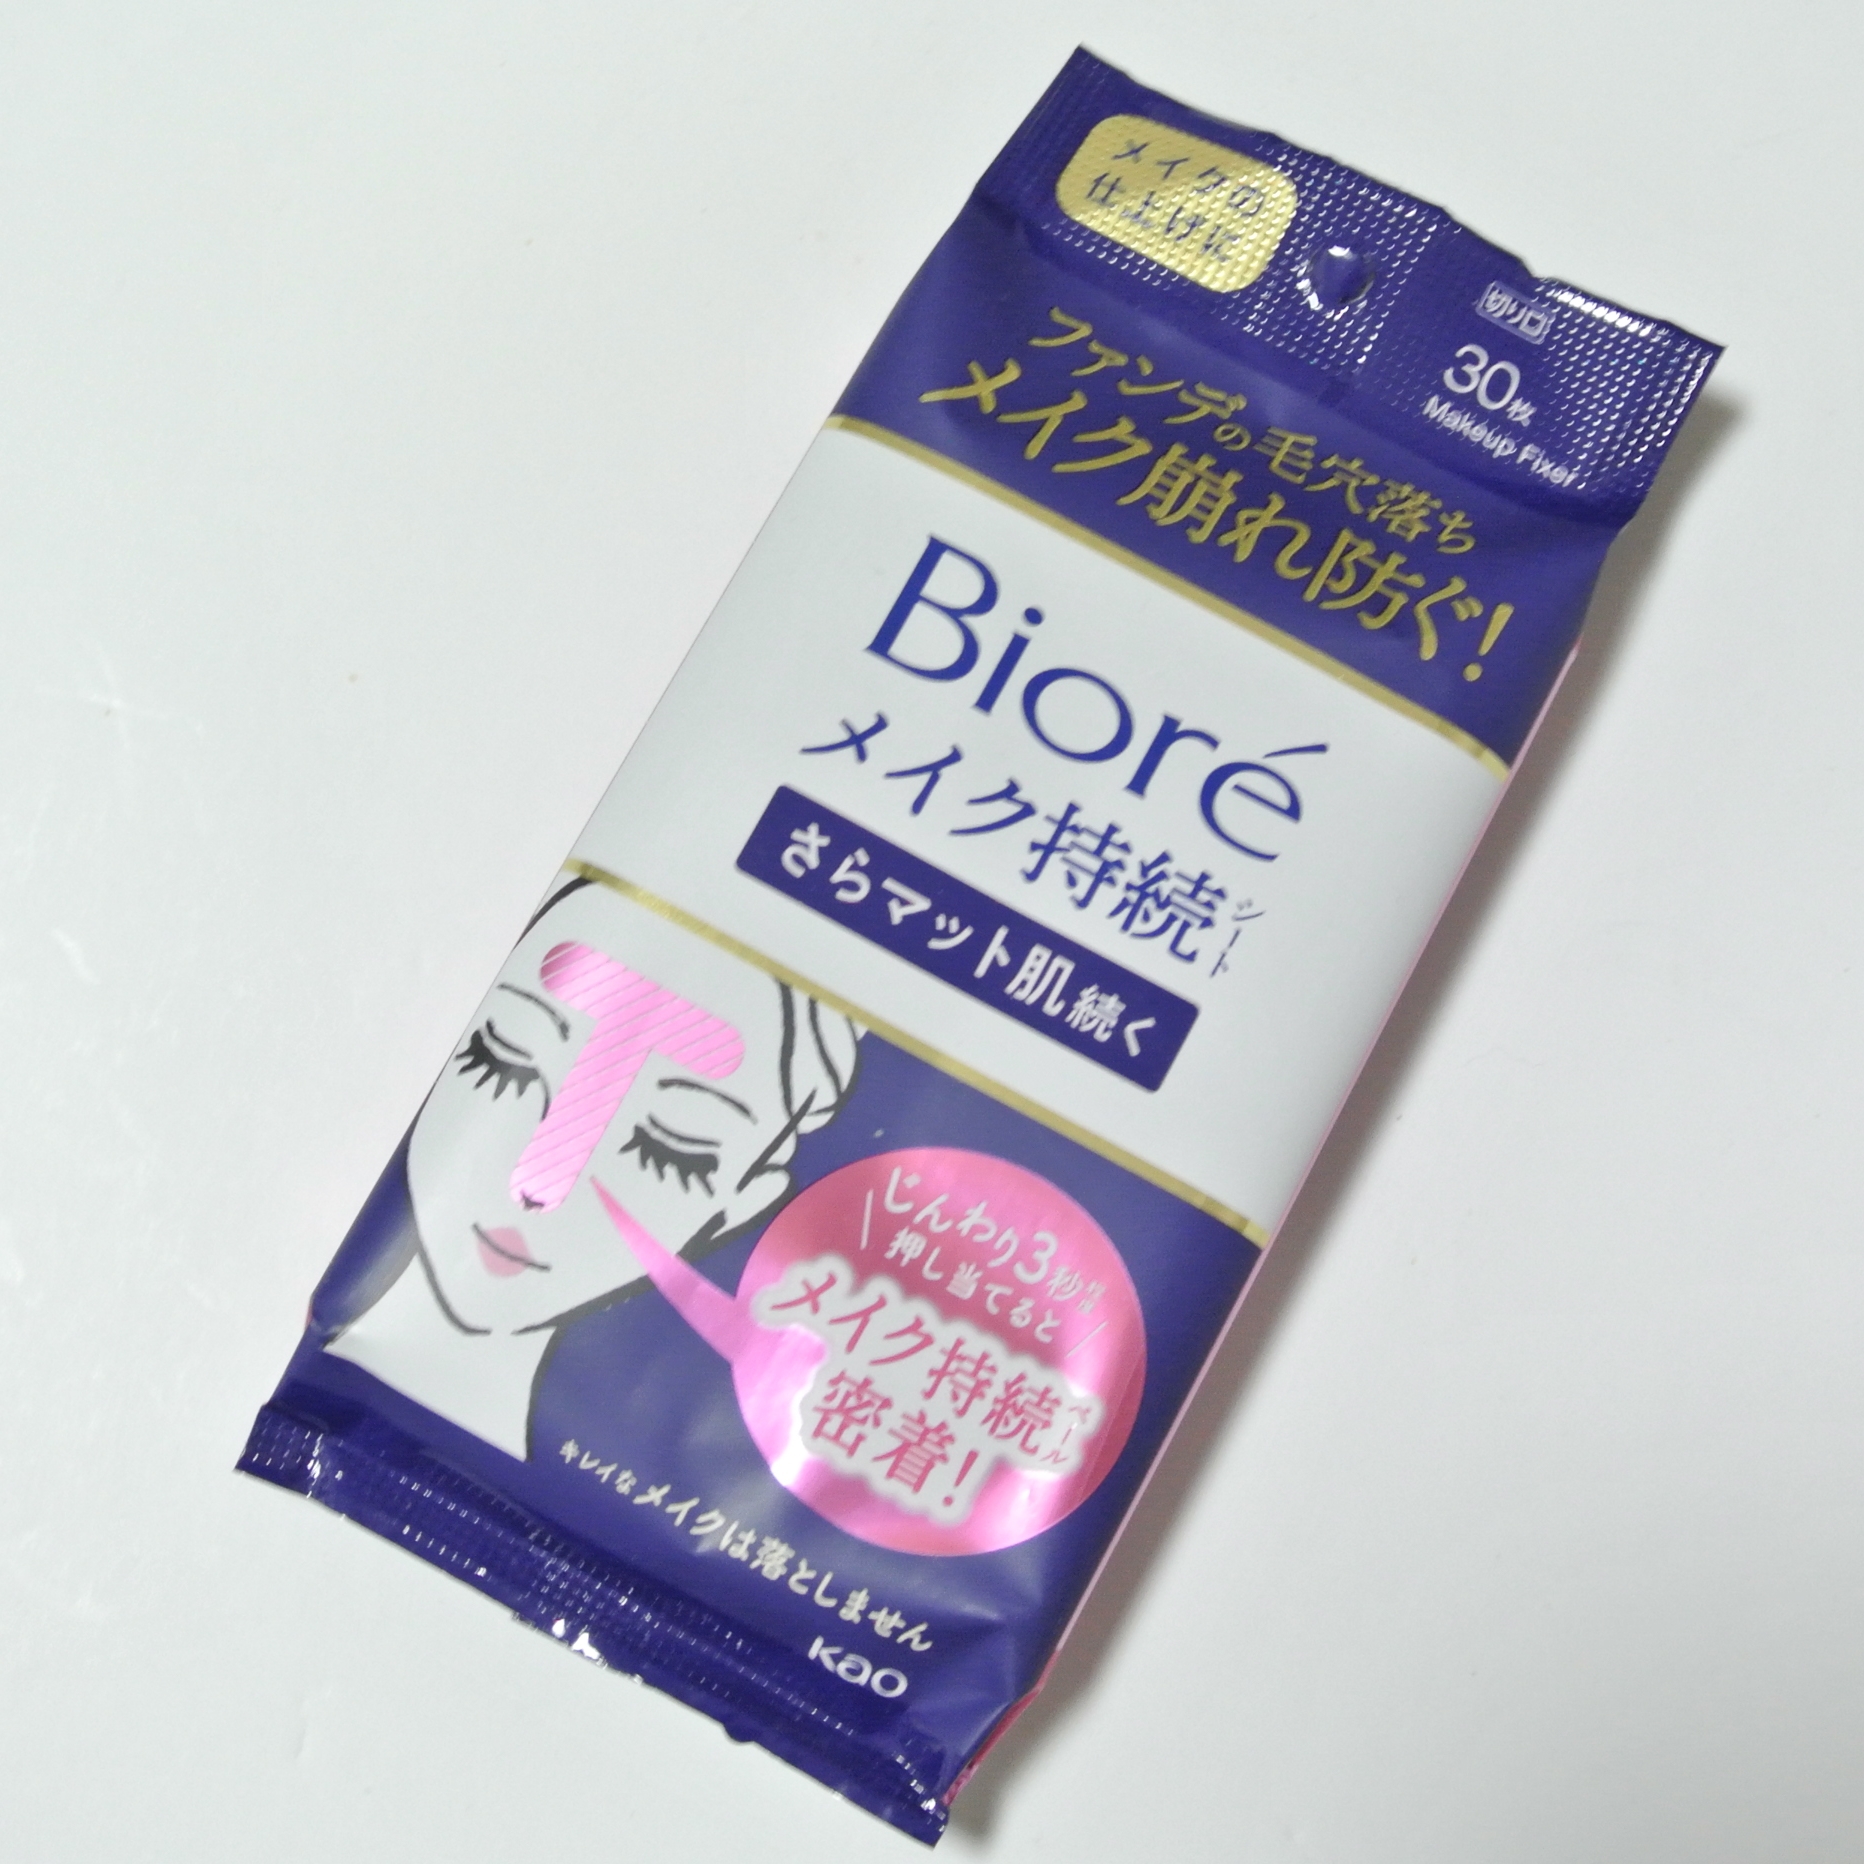 メイクの
仕上げに
切り口
30枚
Makeup Fixer
ファンデの毛穴落ち
メイク崩れ防ぐ!
Bioré
メイク持続シート
さらマット肌続く
じんわり3秒
押し当てると
メイク持続ベール
密着!
キレイなメイクは落としません
Kao